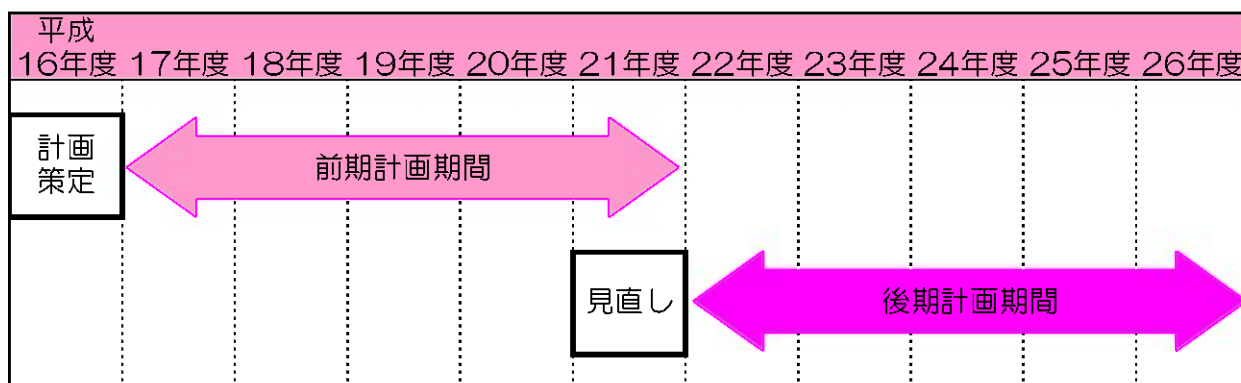 平成
16年度 17年度 18年度 19年度 20年度 21年度 22年度 23年度 24年度 25年度 26年度
計画
策定
前期計画期間
見直し
後期計画期間